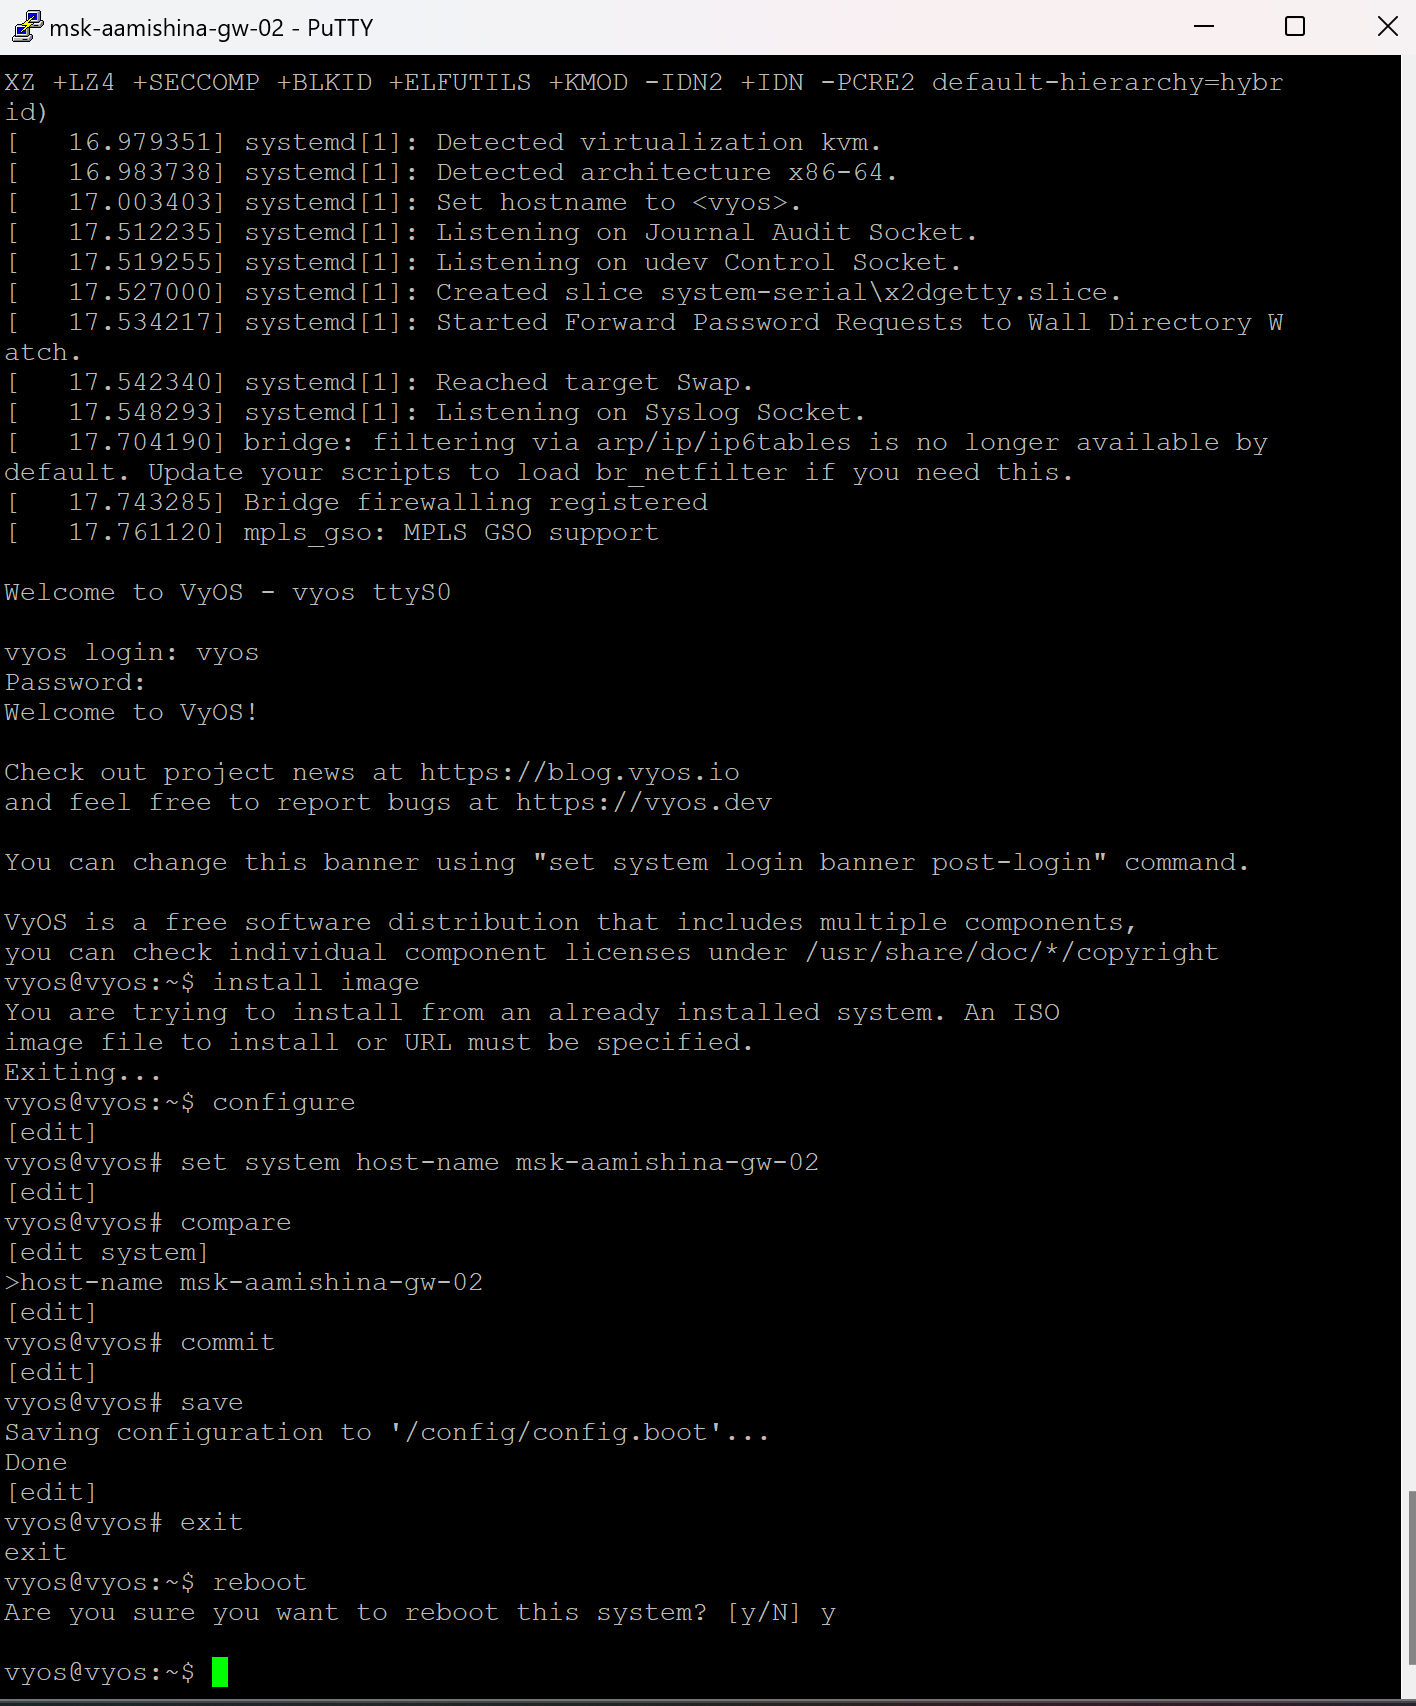 msk-aamishina-gw-02 - PuTTY
XZ +LZ4 +SECCOMP +BLKID +ELFUTILS +KMOD -IDN2 +IDN -PCRE2 default-hierarchy=hybr
id)
[   16.979351] systemd[1]: Detected virtualization kvm.
[   16.983738] systemd[1]: Detected architecture x86-64.
[   17.003403] systemd[1]: Set hostname to <vyos>.
[   17.512235] systemd[1]: Listening on Journal Audit Socket.
[   17.519255] systemd[1]: Listening on udev Control Socket.
[   17.527000] systemd[1]: Created slice system-serial\x2dgetty.slice.
[   17.534217] systemd[1]: Started Forward Password Requests to Wall Directory W
atch.
[   17.542340] systemd[1]: Reached target Swap.
[   17.548293] systemd[1]: Listening on Syslog Socket.
[   17.704190] bridge: filtering via arp/ip/ip6tables is no longer available by
default. Update your scripts to load br_netfilter if you need this.
[   17.743285] Bridge firewalling registered
[   17.761120] mpls_gso: MPLS GSO support
Welcome to VyOS - vyos ttyS0
vyos login: vyos
Password:
Welcome to VyOS!
Check out project news at https://blog.vyos.io
and feel free to report bugs at https://vyos.dev
You can change this banner using "set system login banner post-login" command.
VyOS is a free software distribution that includes multiple components,
you can check individual component licenses under /usr/share/doc/*/copyright
vyos@vyos:~$ install image
You are trying to install from an already installed system. An ISO
image file to install or URL must be specified.
Exiting...
vyos@vyos:~$ configure
[edit]
vyos@vyos# set system host-name msk-aamishina-gw-02
[edit]
vyos@vyos# compare
[edit system]
>host-name msk-aamishina-gw-02
[edit]
vyos@vyos# commit
[edit]
vyos@vyos# save
Saving configuration to '/config/config.boot'...
Done
[edit]
vyos@vyos# exit
exit
vyos@vyos:~$ reboot
Are you sure you want to reboot this system? [y/N] y
vyos@vyos:~$